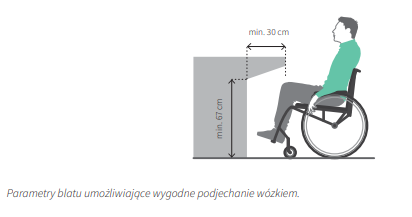 min. 30 cm
min. 67 cm
Parametry blatu umożliwiające wygodne podjechanie wózkiem.